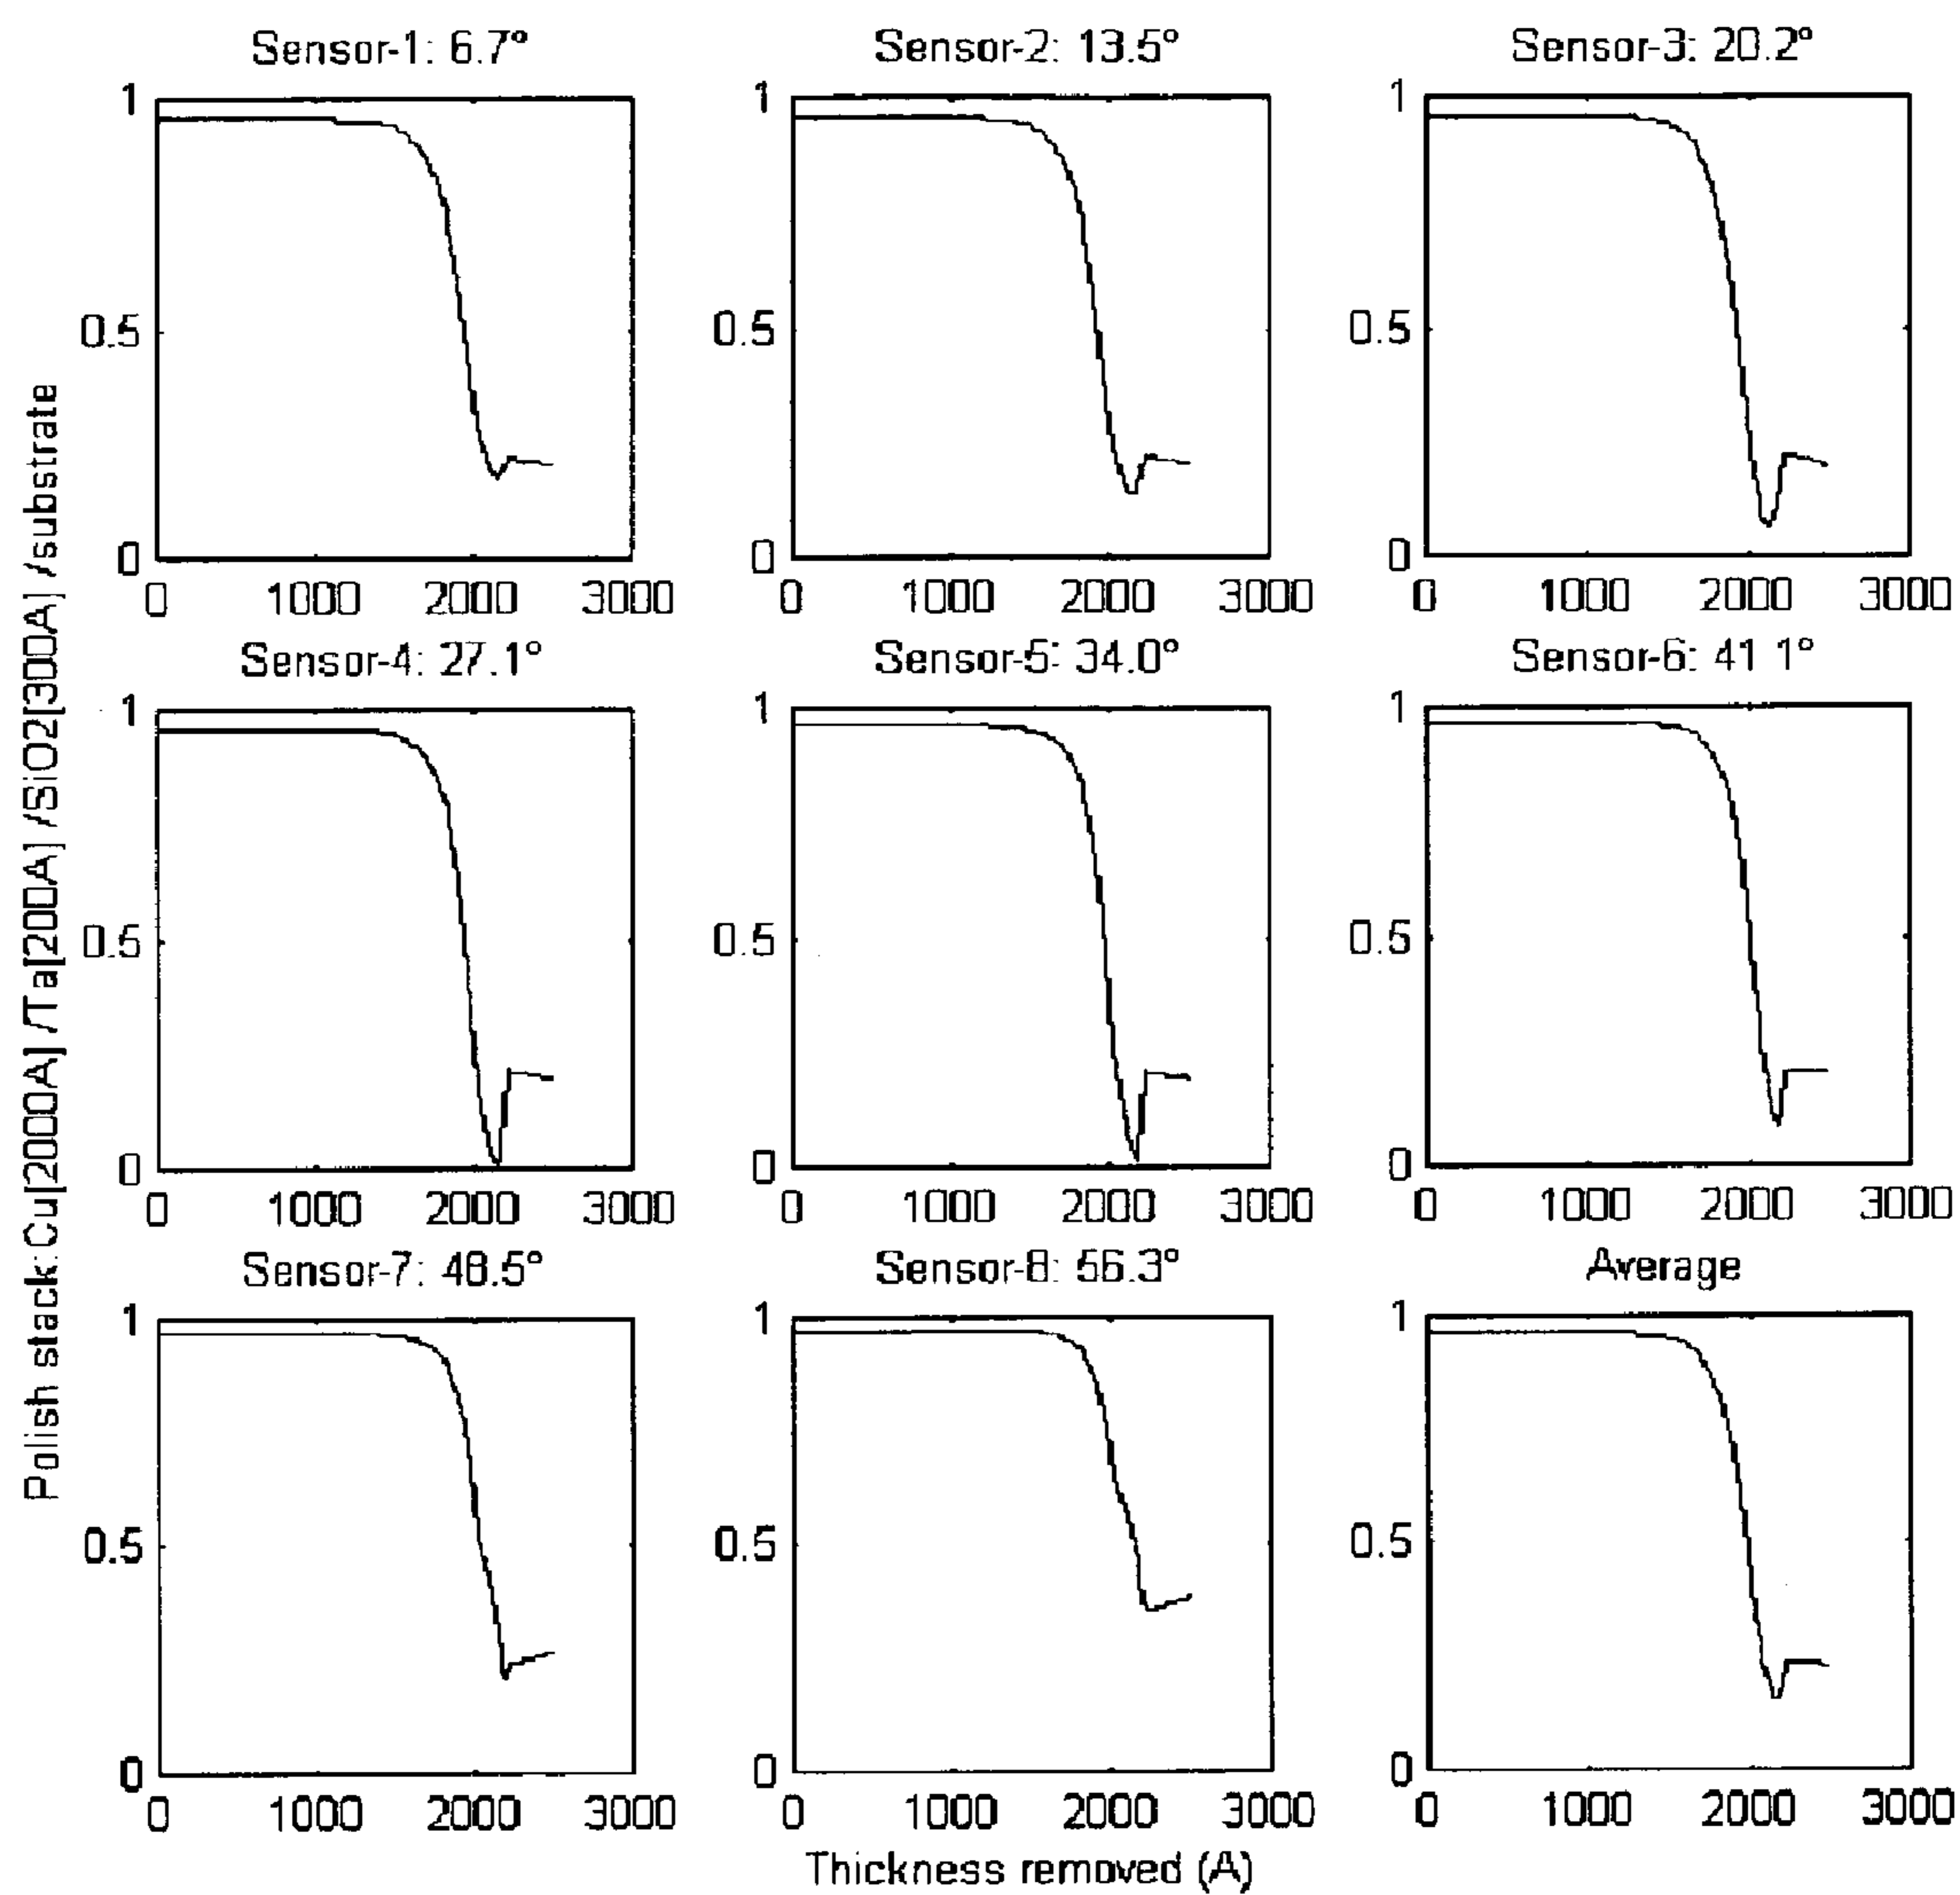 Sensor-1: 6.7°
Sensor-2: 13.5°
Sensor-3: 20.2°
1
0.5
0
0 1000 2000 3000
1
0.5
0
0 1000 2000 3000
1
0.5
0
0 1000 2000 3000
Sensor-4: 27.1°
Sensor-5: 34.0°
Sensor-6: 41 1°
1
0.5
0
0 1000 2000 3000
1
0.5
0
0 1000 2000 3000
1
0.5
0
0 1000 2000 3000
Sensor-7: 48.5°
Sensor-8: 56.3°
Average
1
0.5
0
0 1000 2000 3000
1
0.5
0
0 1000 2000 3000
1
0.5
0
0 1000 2000 3000
Polish stack:Cu[2000A] /Ta[200A] /SiO2[300A] /substrate
Thickness removed (A)